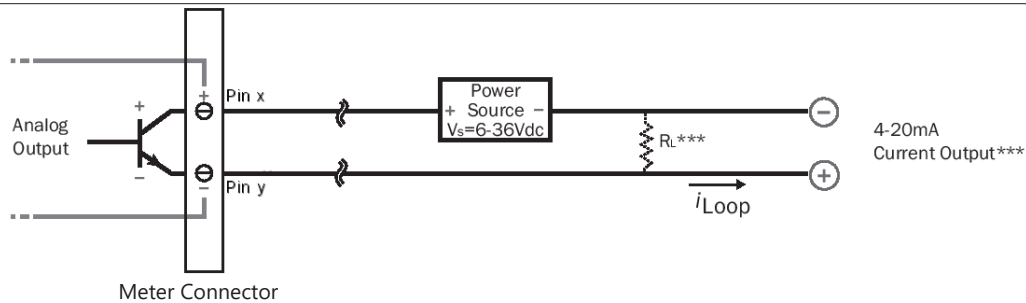 Analog
Output
+
−
+
Pin x
−
Pin y
Meter Connector
Power
+ Source −
Vs=6-36Vdc
RL***
iLoop
−
+
4-20mA
Current Output***